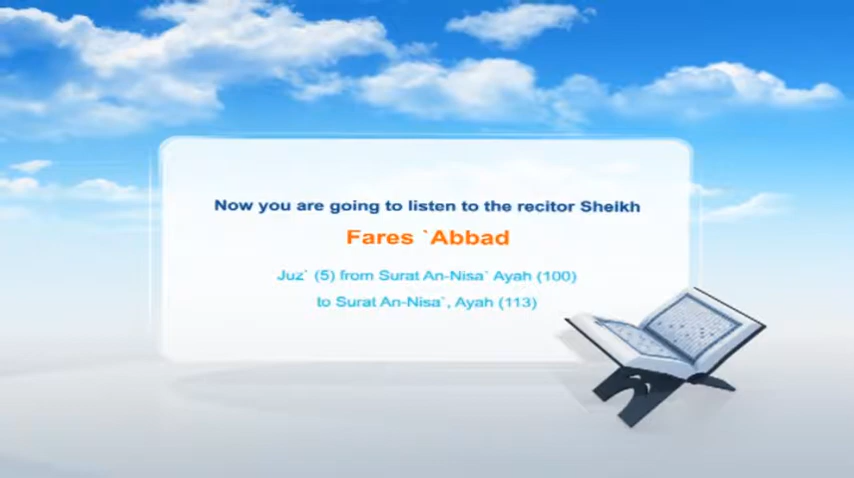 Now you are going to listen to the recitor Sheikh
Fares `Abbad
Juz` (5) from Surat An-Nisa` Ayah (100)
to Surat An-Nisa`, Ayah (113)